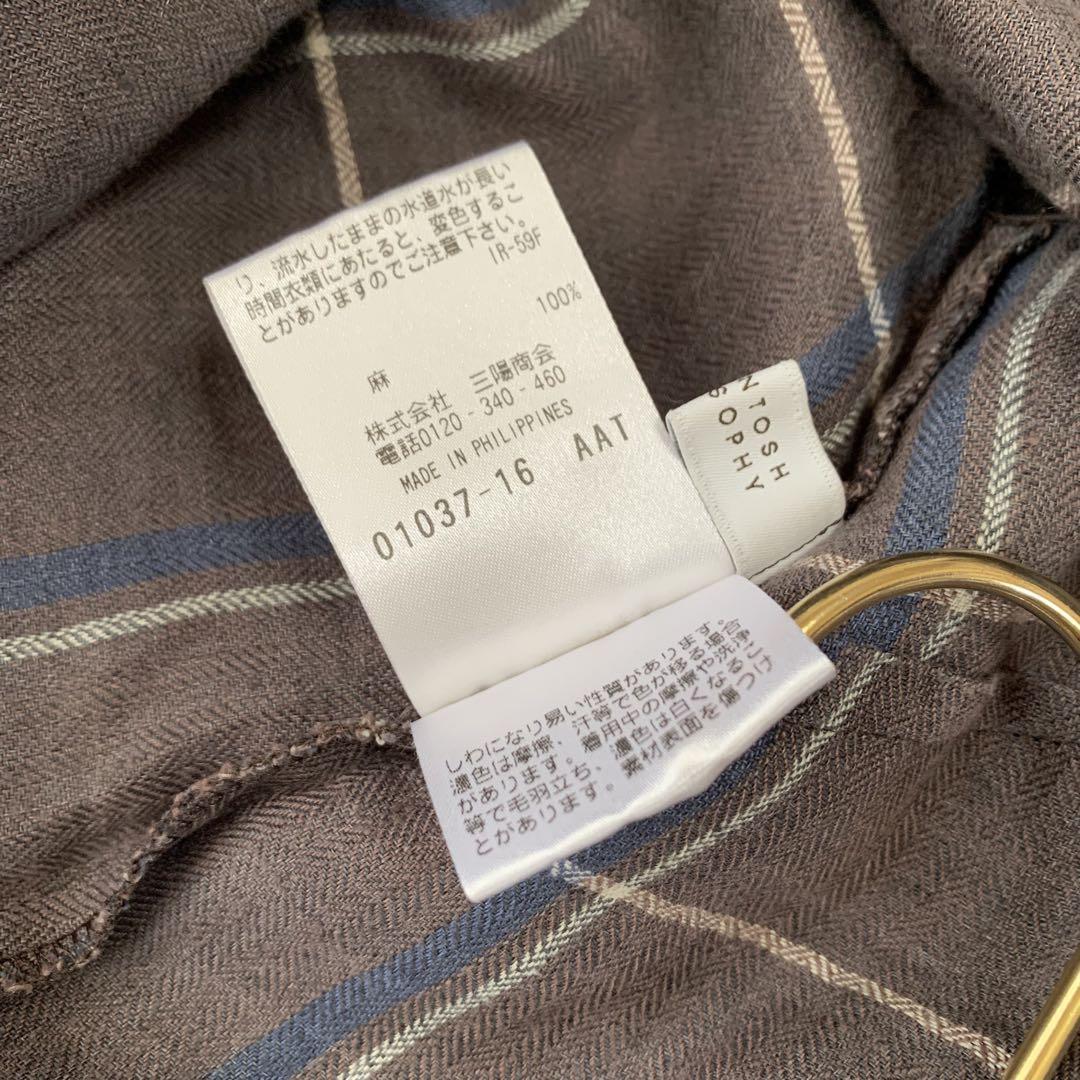 り、流水したままの水道水が長い
時間衣類にあたると、変色するこ
とがありますのでご注意下さい。
IR-59F
麻 100%
株式会社 三陽商会
電話0120-340-460
MADE IN PHILIPPINES
01037-16 AAT
NTOSH
SOPHY
しわになり易い性質があります。
濃色は摩擦、汗等で色が移る場合
があります。着用中の摩擦や洗浄
等で毛羽立ち、濃色は白くなるこ
とがあります。素材表面を傷つけ